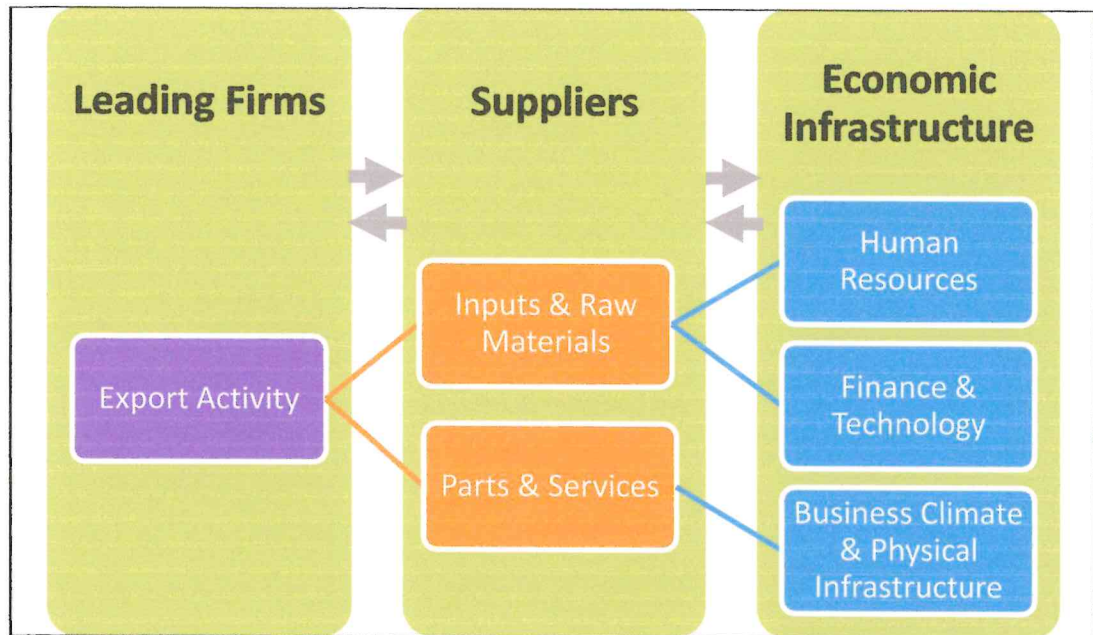 Leading Firms
Export Activity
Suppliers
Inputs & Raw
Materials
Parts & Services
Economic
Infrastructure
Human
Resources
Finance &
Technology
Business Climate
& Physical
Infrastructure